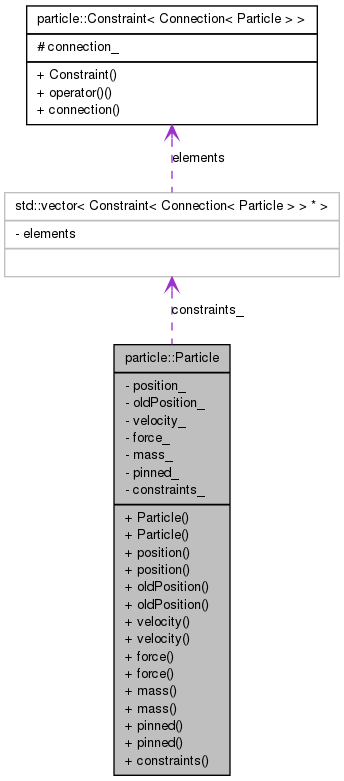 particle::Constraint< Connection< Particle > >
# connection_
+ Constraint()
+ operator()()
+ connection()
elements
std::vector< Constraint< Connection< Particle > > * >
- elements
constraints_
particle::Particle
- position_
- oldPosition_
- velocity_
- force_
- mass_
- pinned_
- constraints_
+ Particle()
+ Particle()
+ position()
+ position()
+ oldPosition()
+ oldPosition()
+ velocity()
+ velocity()
+ force()
+ force()
+ mass()
+ mass()
+ pinned()
+ pinned()
+ constraints()